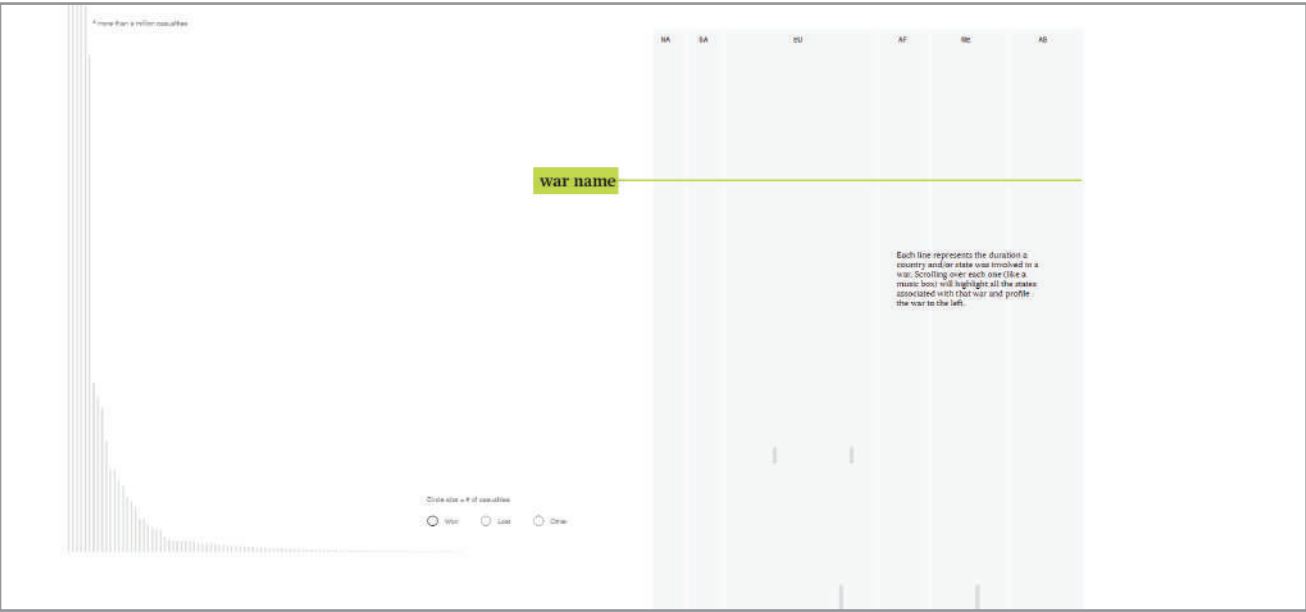 * more than a million casualties
NA SA EU AF ME AS
war name
Each line represents the duration a
country and/or state was involved in a
war. Scrolling over each one (like a
music box) will highlight all the states
associated with that war and profile
the war to the left.
Circle size = # of casualties
Won Lost Other